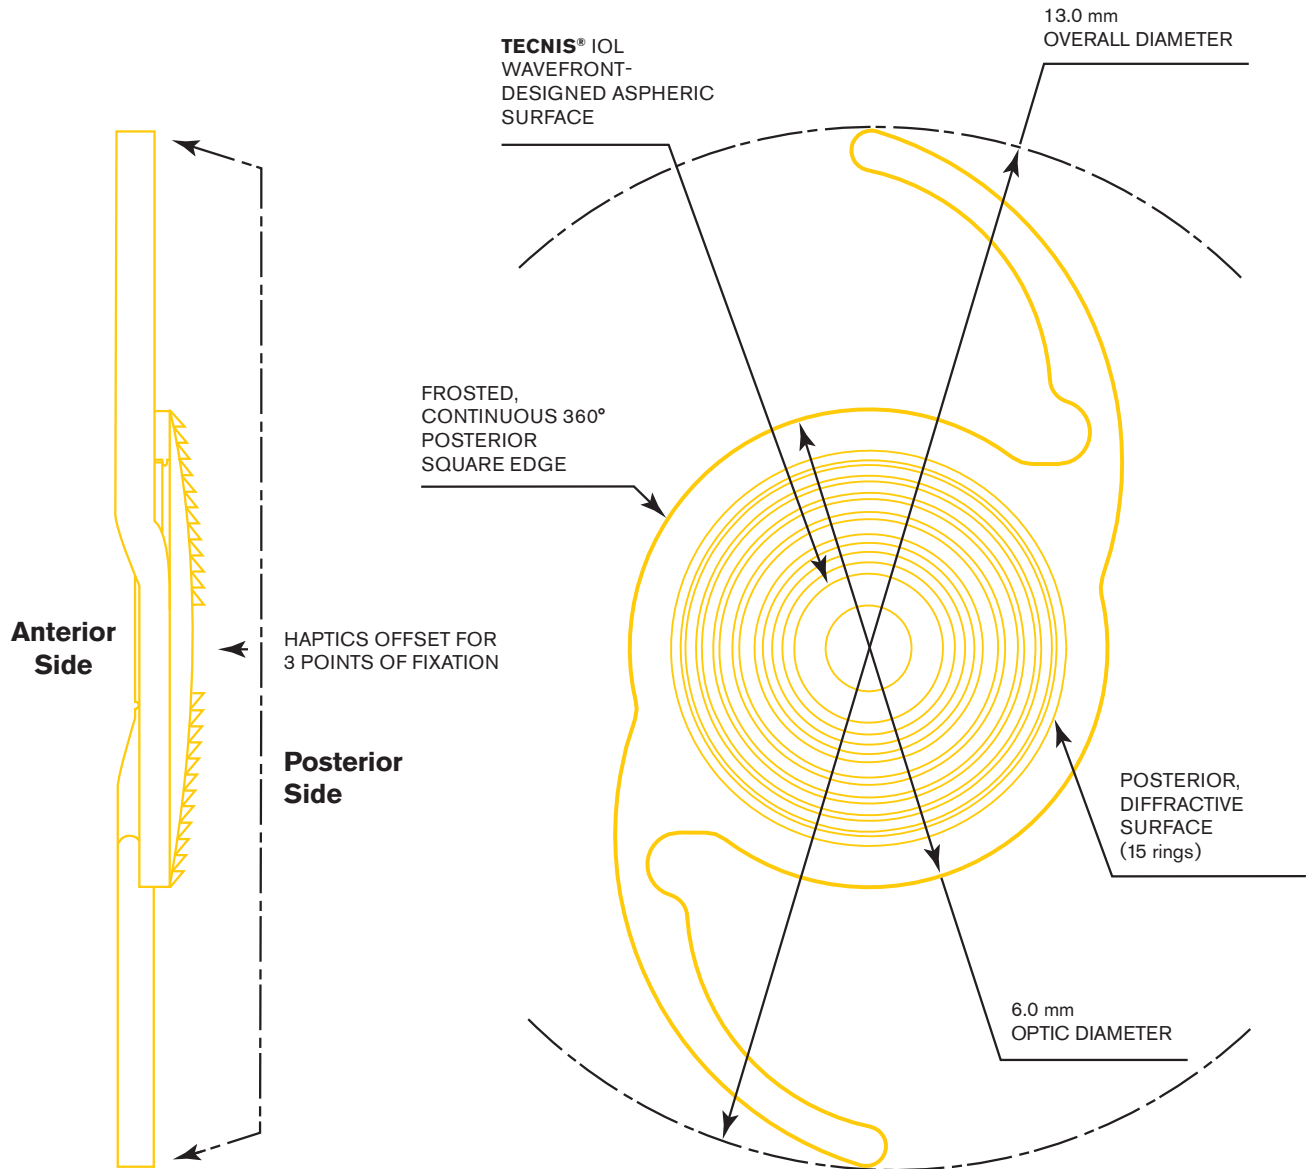 13.0 mm
OVERALL DIAMETER
TECNIS® IOL
WAVEFRONT-
DESIGNED ASPHERIC
SURFACE
FROSTED,
CONTINUOUS 360°
POSTERIOR
SQUARE EDGE
Anterior
Side
HAPTICS OFFSET FOR
3 POINTS OF FIXATION
Posterior
Side
POSTERIOR,
DIFFRACTIVE
SURFACE
(15 rings)
6.0 mm
OPTIC DIAMETER